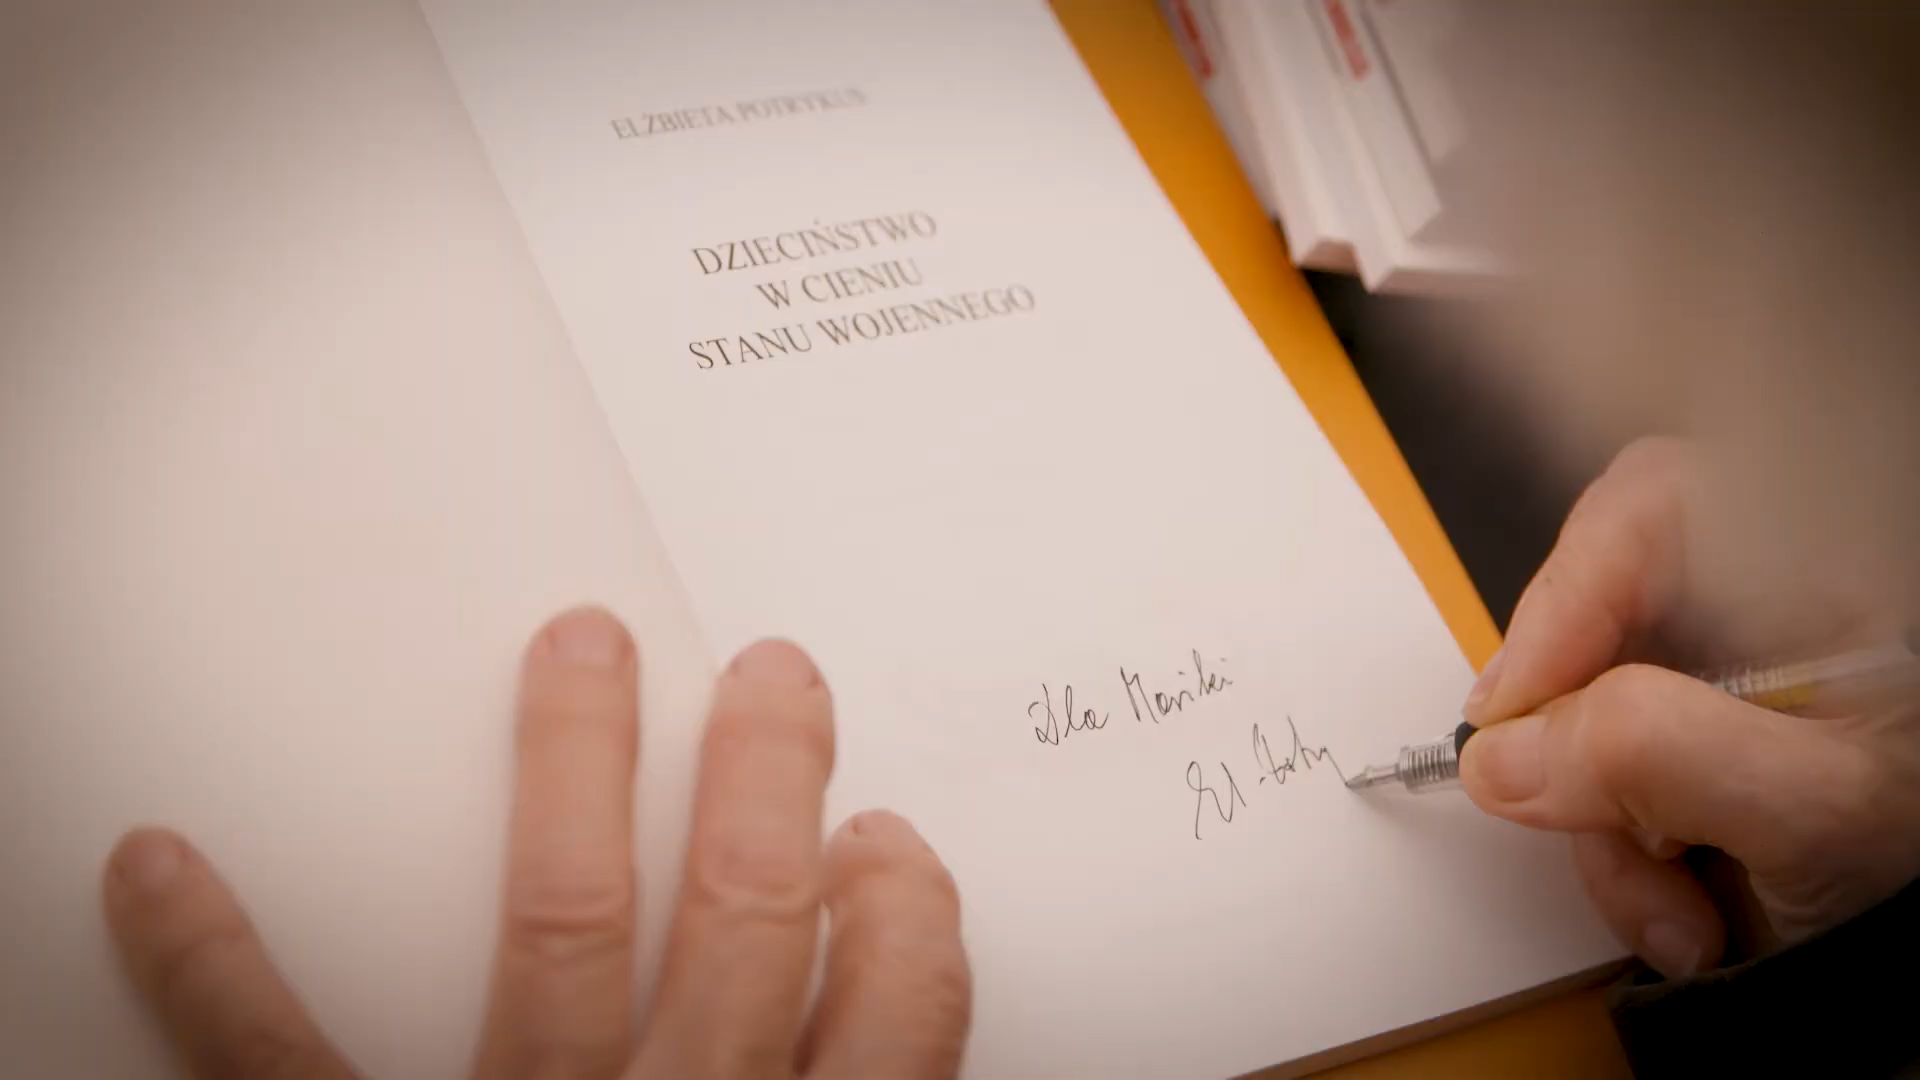 ELŻBIETA POTRYKUS
DZIECIŃSTWO
W CIENIU
STANU WOJENNEGO
Dla Moniki